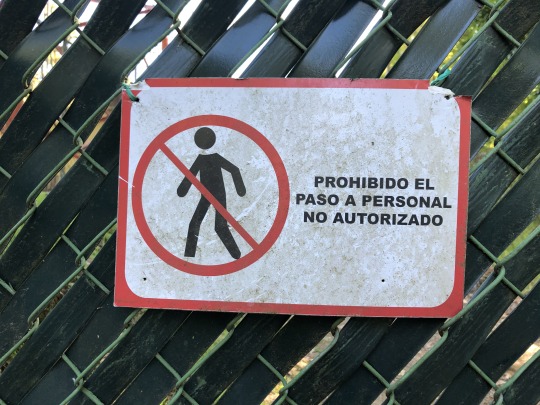 PROHIBIDO EL
PASO A PERSONAL
NO AUTORIZADO